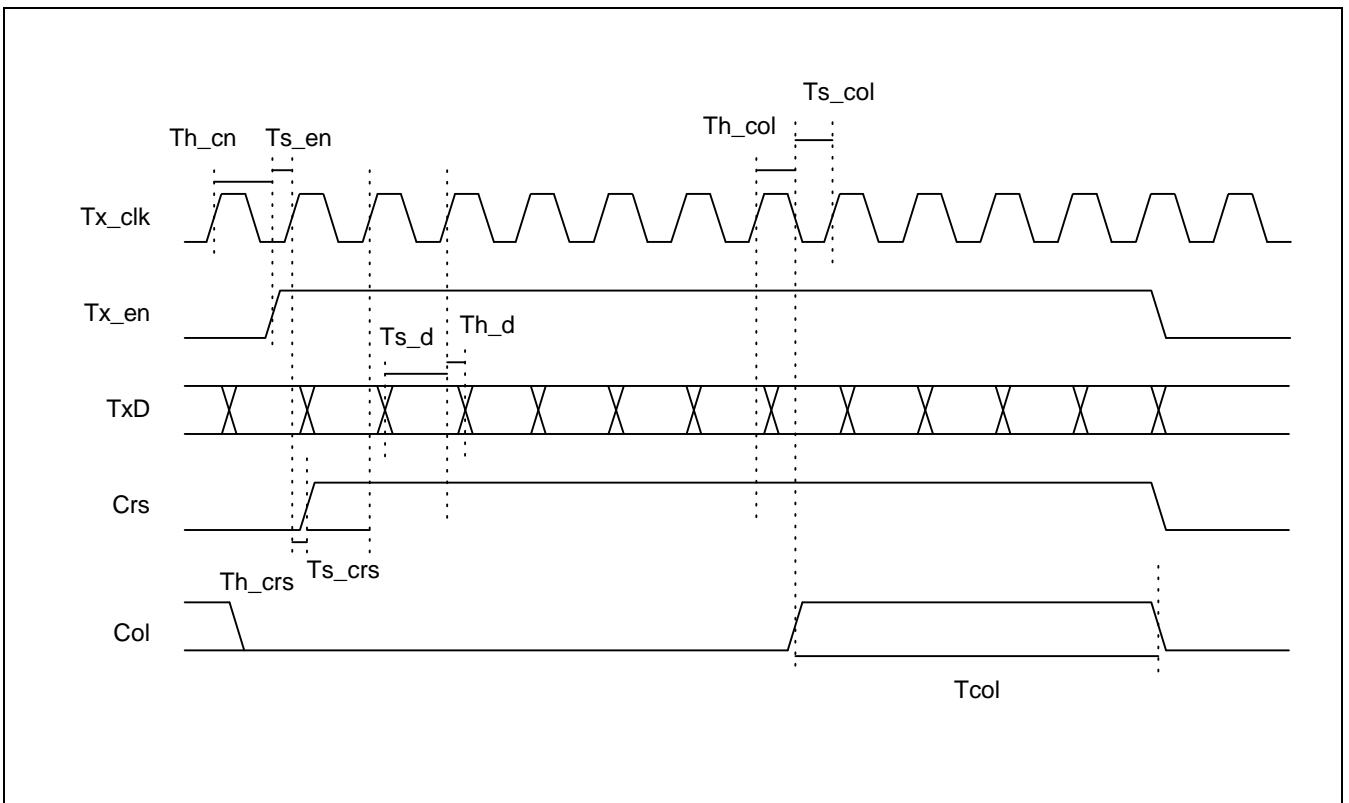 Ts_col
Th_col
Th_cn Ts_en
Tx_clk
Tx_en
Ts_d Th_d
TxD
Crs
Ts_crs
Th_crs
Col
Tcol